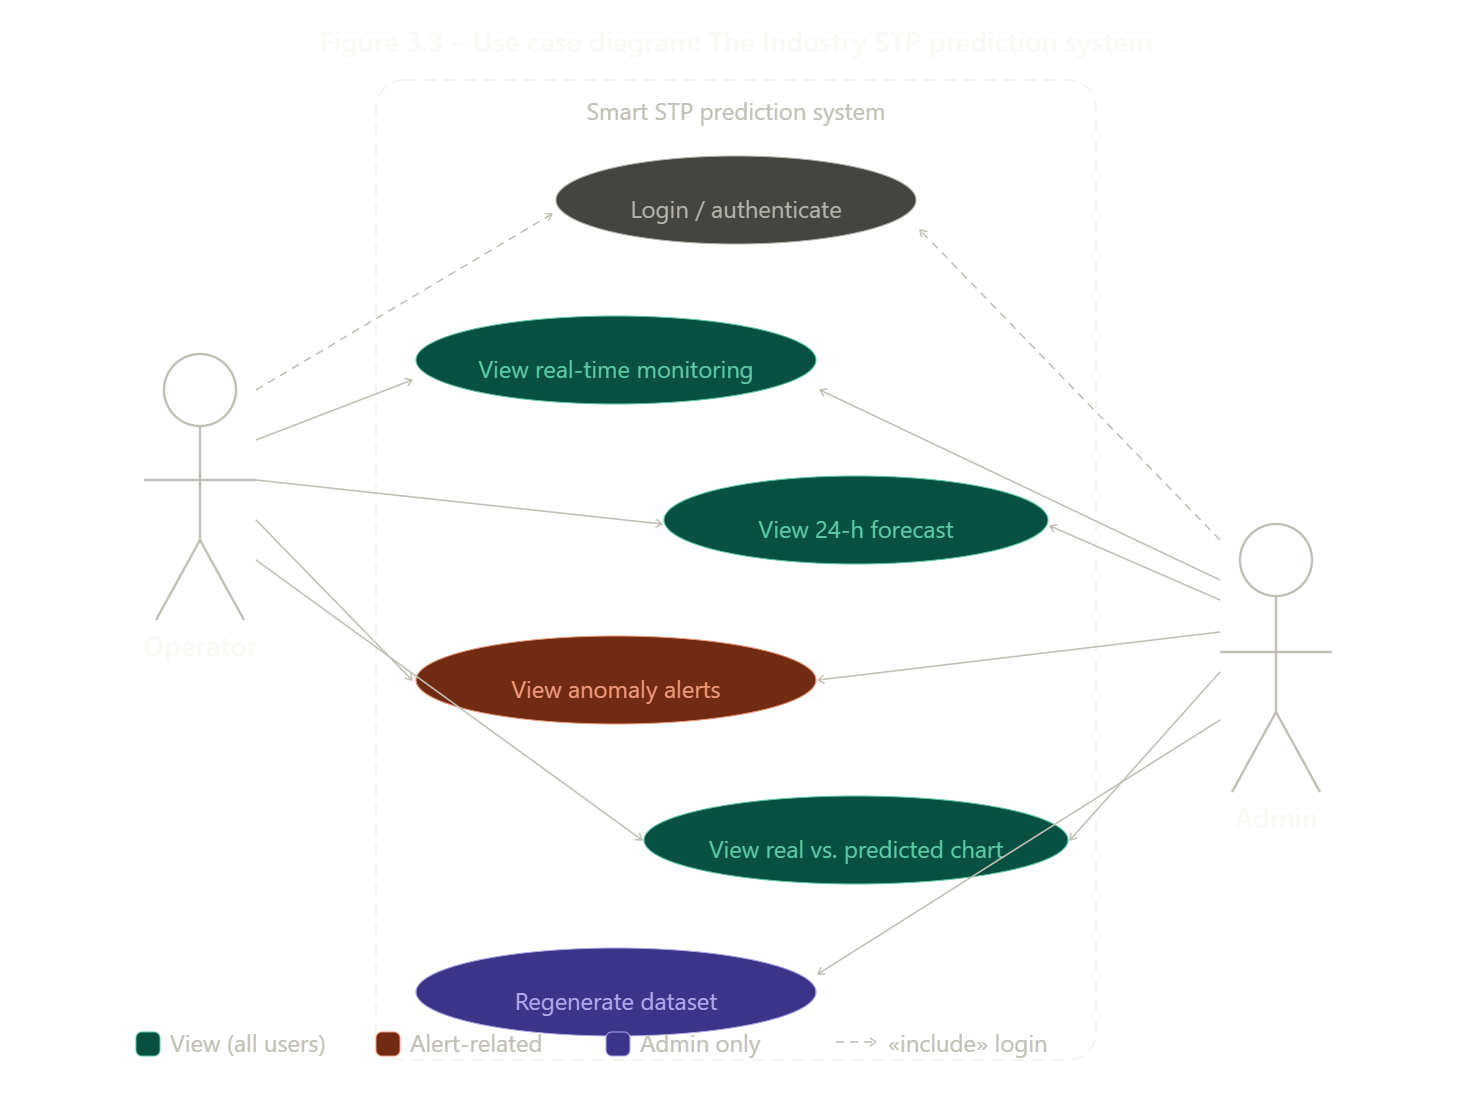 Figure 3.3 – Use case diagram: The Industry STP prediction system
Smart STP prediction system
Login / authenticate
View real-time monitoring
View 24-h forecast
Operator
View anomaly alerts
Admin
View real vs. predicted chart
Regenerate dataset
View (all users)
Alert-related
Admin only
«include» login